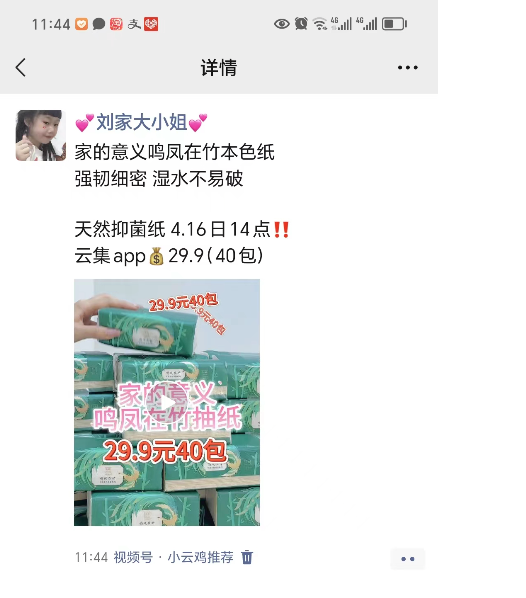 11:44
4G
4G
详情
💕刘家大小姐💕
家的意义鸣凤在竹本色纸
强韧细密 湿水不易破
天然抑菌纸 4.16日14点‼️
云集app💰29.9(40包)
29.9元40包
9元40包
家的意义
鸣凤在竹抽纸
29.9元40包
11:44 视频号 · 小云鸡推荐